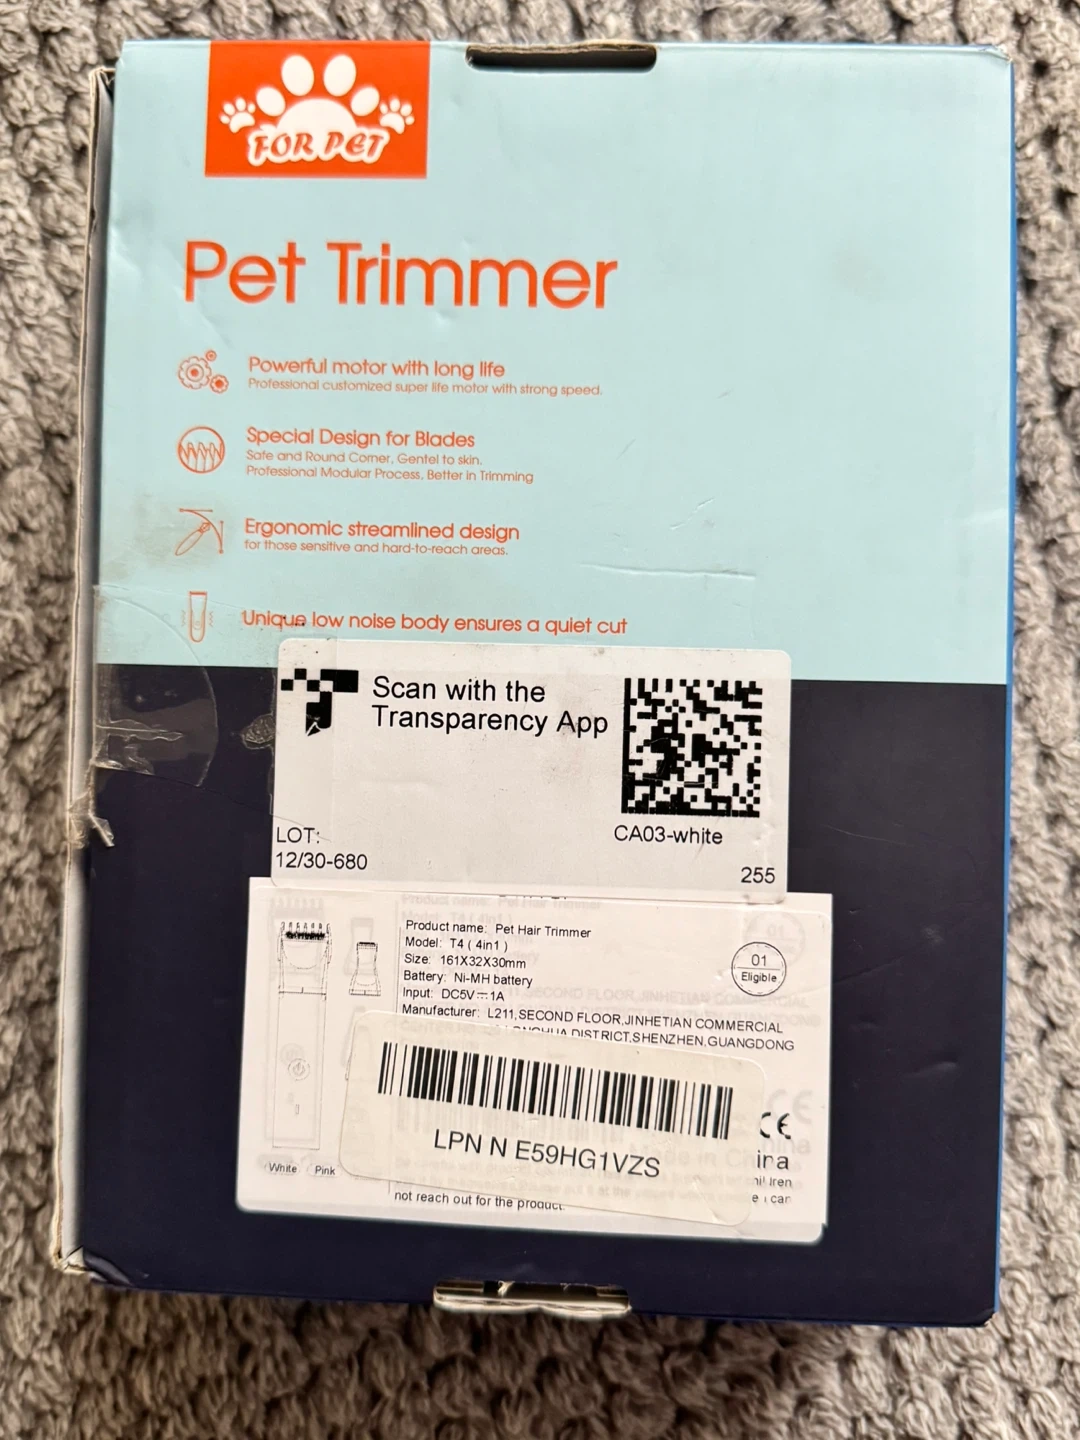 FOR PET
Pet Trimmer
Powerful motor with long life
Professional customized super life motor with strong speed.
Special Design for Blades
Safe and Round Corner, Gentel to skin.
Professional Modular Process, Better in Trimming
Ergonomic streamlined design
for those sensitive and hard-to-reach areas.
Unique low noise body ensures a quiet cut
Scan with the
Transparency App
LOT:
12/30-680
CA03-white
255
Product name: Pet Hair Trimmer
Model: T4 ( 4in1 )
Size: 161X32X30mm
Battery: Ni-MH battery
Input: DC5V⎓1A
01
Eligible
Manufacturer: L211,SECOND FLOOR,JINHETIAN COMMERCIAL
DISTRICT,SHENZHEN,GUANGDONG
CE
LPN N E59HG1VZS
ina
White Pink
can
not reach out for the product.